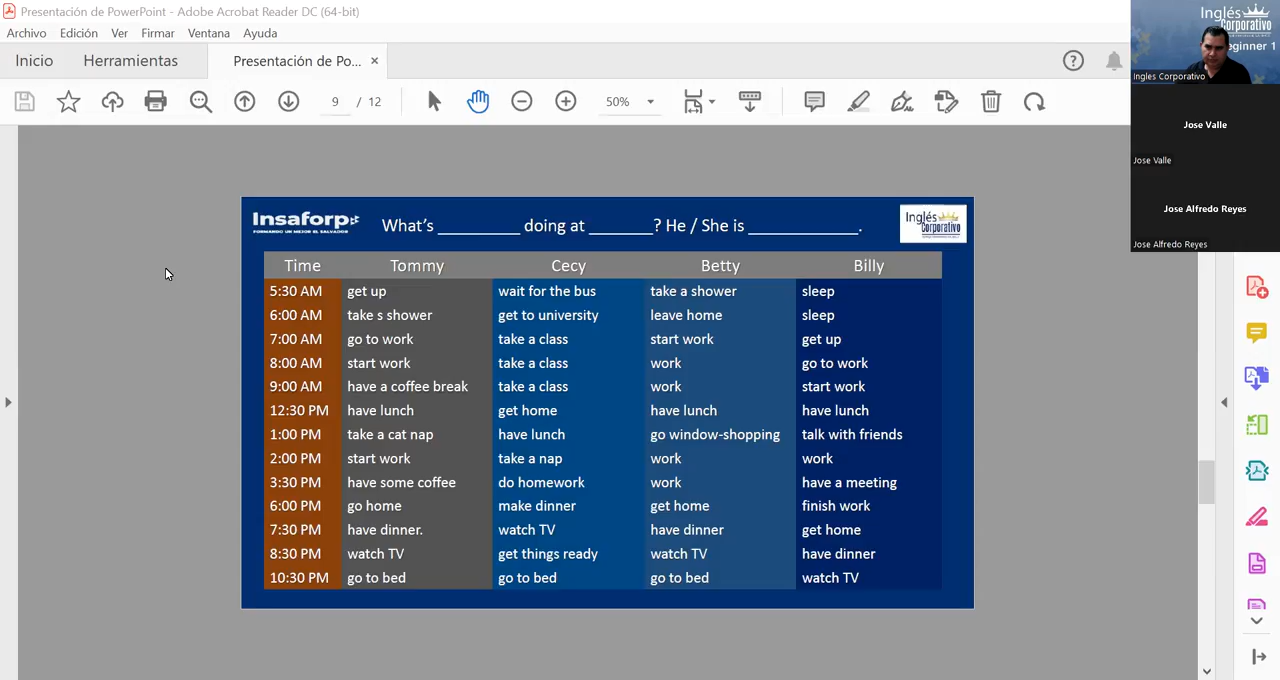 Presentación de PowerPoint - Adobe Acrobat Reader DC (64-bit)
Archivo Edición Ver Firmar Ventana Ayuda
Inicio Herramientas Presentación de Po... ×
9 / 12 50%
Inglés
Corporativo
Beginner 1
Ingles Corporativo
Jose Valle
Jose Valle
Jose Alfredo Reyes
Jose Alfredo Reyes
Insaforp
FORMANDO UN MEJOR EL SALVADOR
What's _________ doing at _______? He / She is ____________.
Inglés
Corporativo
Time Tommy Cecy Betty Billy
5:30 AM get up wait for the bus take a shower sleep
6:00 AM take s shower get to university leave home sleep
7:00 AM go to work take a class start work get up
8:00 AM start work take a class work go to work
9:00 AM have a coffee break take a class work start work
12:30 PM have lunch get home have lunch have lunch
1:00 PM take a cat nap have lunch go window-shopping talk with friends
2:00 PM start work take a nap work work
3:30 PM have some coffee do homework work have a meeting
6:00 PM go home make dinner get home finish work
7:30 PM have dinner. watch TV have dinner get home
8:30 PM watch TV get things ready watch TV have dinner
10:30 PM go to bed go to bed go to bed watch TV